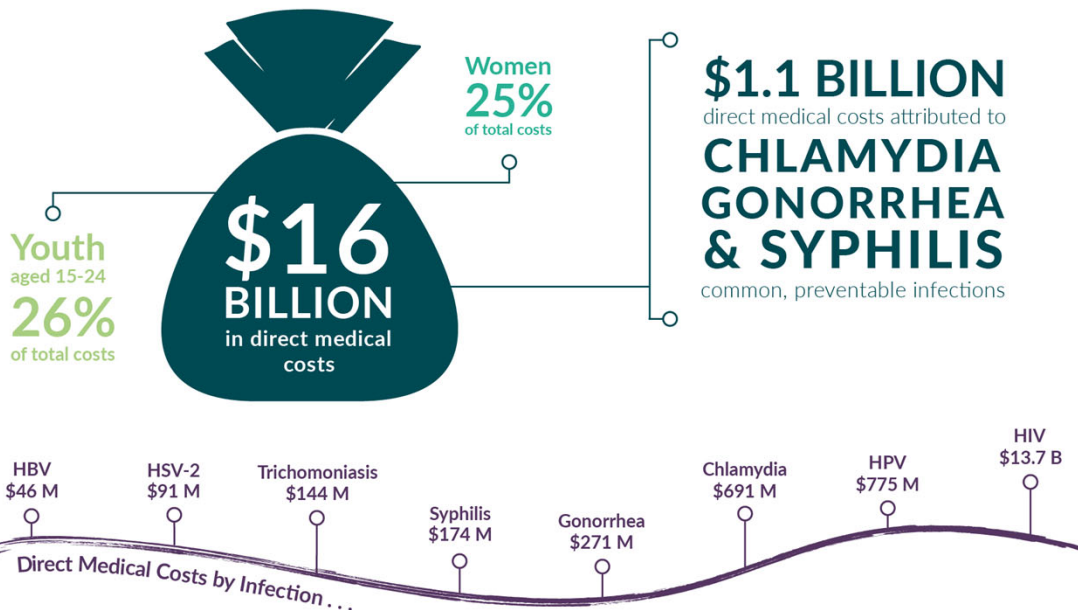 Women
25%
of total costs
$1.1 BILLION
direct medical costs attributed to
CHLAMYDIA
GONORRHEA
& SYPHILIS
common, preventable infections
Youth
aged 15-24
26%
of total costs
$16
BILLION
in direct medical
costs
HBV
$46 M
HSV-2
$91 M
Trichomoniasis
$144 M
Syphilis
$174 M
Gonorrhea
$271 M
Chlamydia
$691 M
HPV
$775 M
HIV
$13.7 B
Direct Medical Costs by Infection . . .